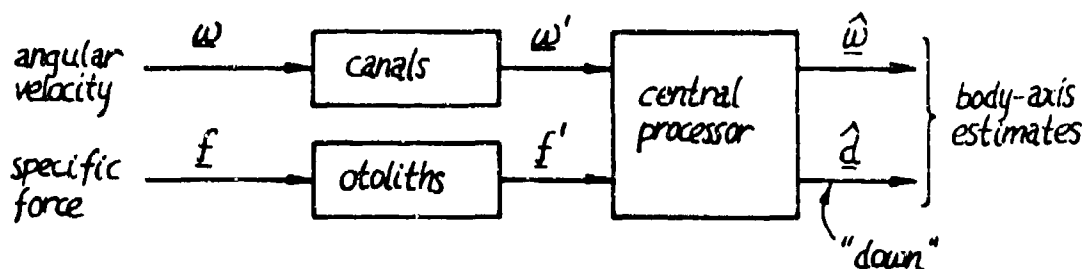 angular
velocity
ω
canals
ω'
central
processor
ω̂
body-axis
estimates
specific
force
f
otoliths
f'
d̂
"down"